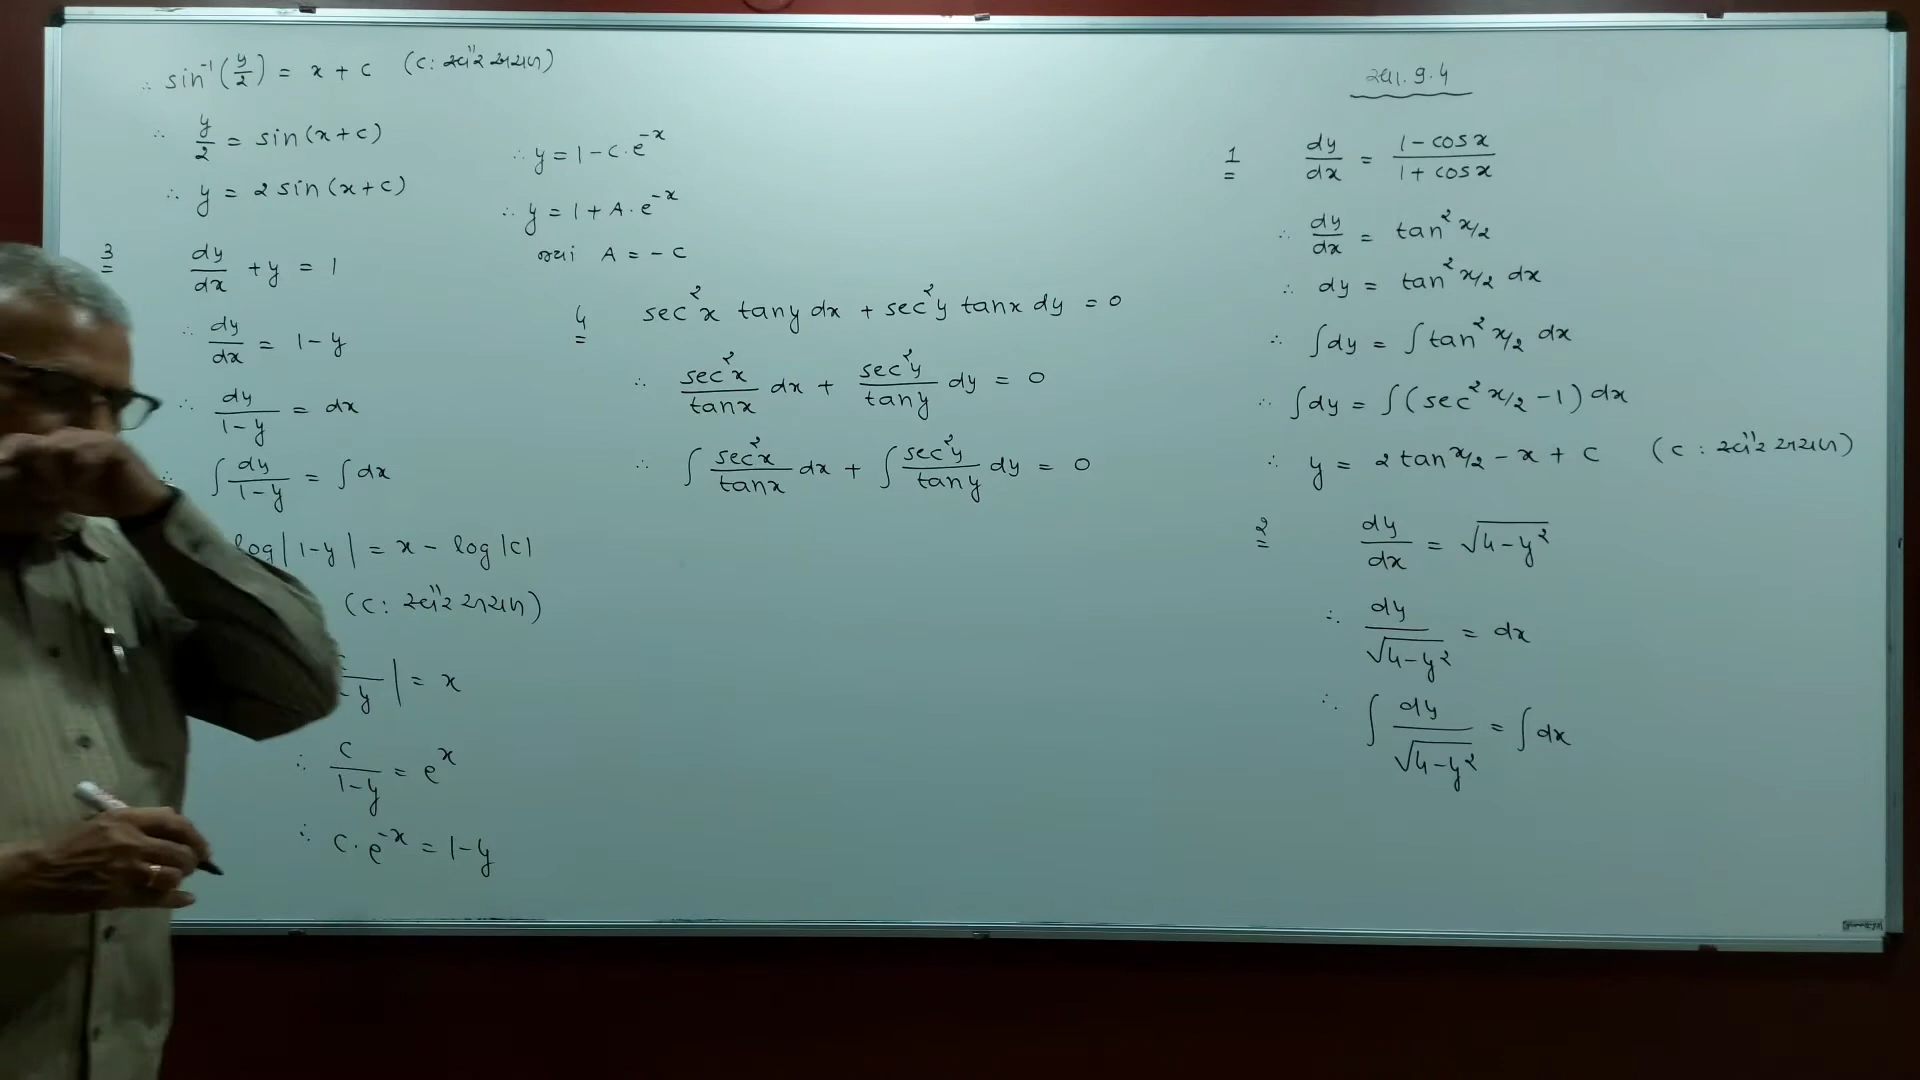 સ્વા. 9.4
1 dy/dx = (1 - cosx)/(1 + cosx)
∴ dy/dx = tan² x/2
∴ dy = tan² x/2 dx
∴ ∫dy = ∫tan² x/2 dx
∴ ∫dy = ∫(sec² x/2 - 1) dx
∴ y = 2 tan x/2 - x + c (c : સ્વૈર અચળ)
2 dy/dx = √(4-y²)
∴ dy/√(4-y²) = dx
∴ ∫ dy/√(4-y²) = ∫ dx
∴ sin⁻¹(y/2) = x + c (c: સ્વૈર અચળ)
∴ y/2 = sin(x+c)
∴ y = 2 sin(x+c)
3 dy/dx + y = 1
∴ dy/dx = 1-y
∴ dy/(1-y) = dx
∴ ∫ dy/(1-y) = ∫ dx
log|1-y| = x - log|c|
(c: સ્વૈર અચળ)
-y | = x
∴ c/(1-y) = e^x
∴ c·e^-x = 1-y
∴ y = 1-c·e^-x
∴ y = 1+A·e^-x
જ્યાં A = -c
4 sec²x tany dx + sec²y tanx dy = 0
∴ sec²x/tanx dx + sec²y/tany dy = 0
∴ ∫ sec²x/tanx dx + ∫ sec²y/tany dy = 0